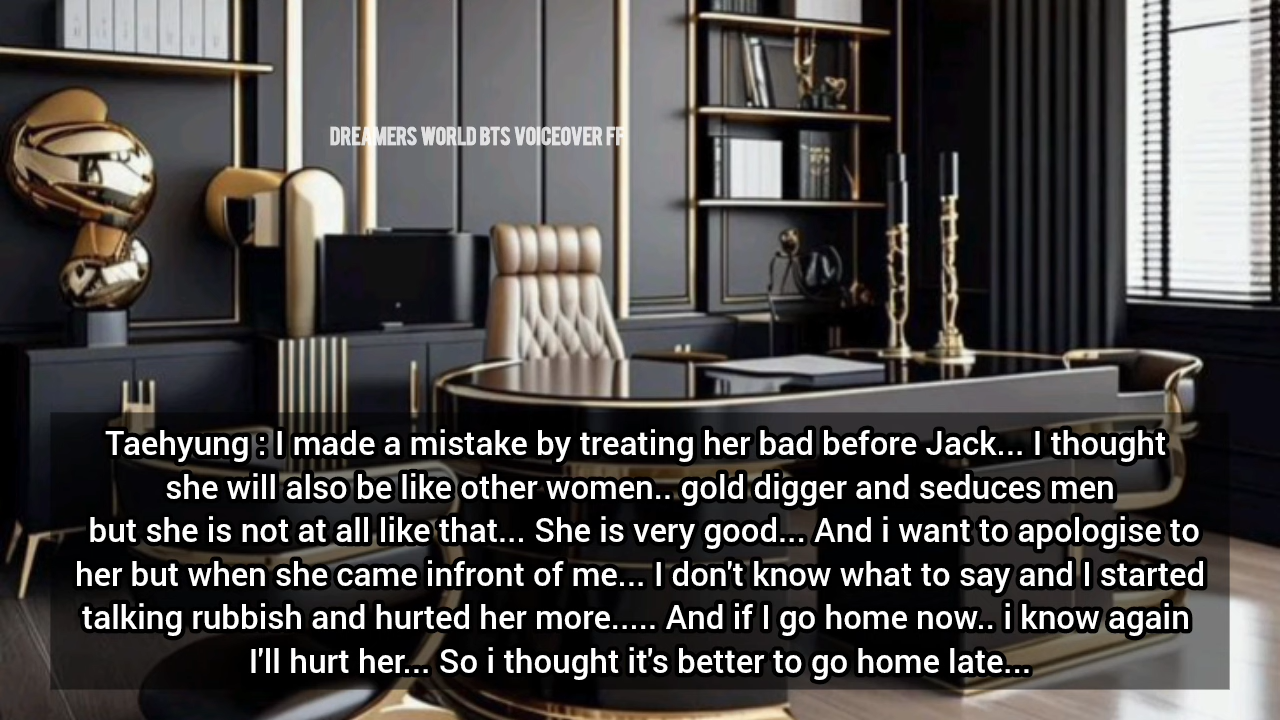 DREAMERS WORLD BTS VOICEOVER FF
Taehyung : I made a mistake by treating her bad before Jack... I thought
she will also be like other women.. gold digger and seduces men
but she is not at all like that... She is very good... And i want to apologise to
her but when she came infront of me... I don't know what to say and I started
talking rubbish and hurted her more..... And if I go home now.. i know again
I'll hurt her... So i thought it's better to go home late...